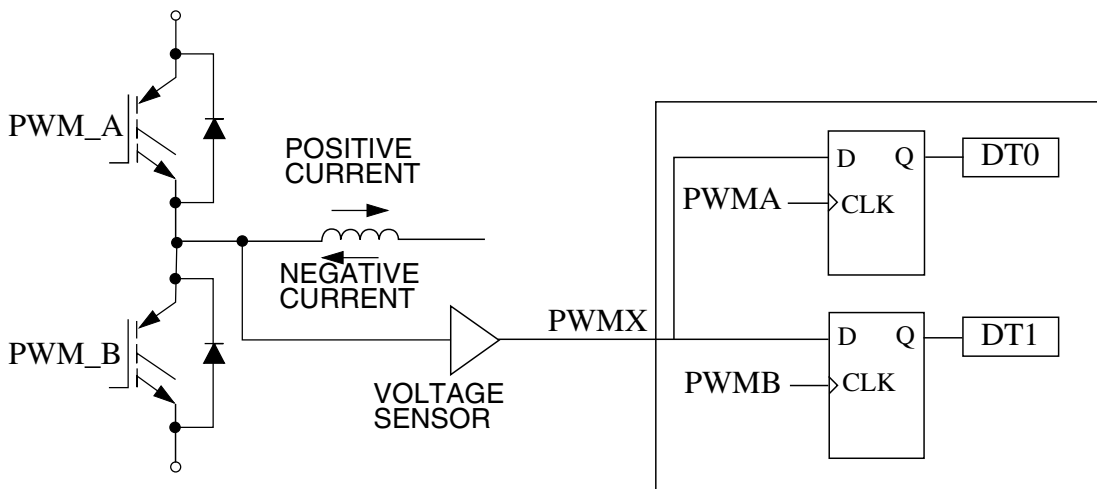 PWM_A
POSITIVE
CURRENT
NEGATIVE
CURRENT
PWM_B
VOLTAGE
SENSOR
PWMX
D Q
DT0
PWMA
CLK
D Q
DT1
PWMB
CLK